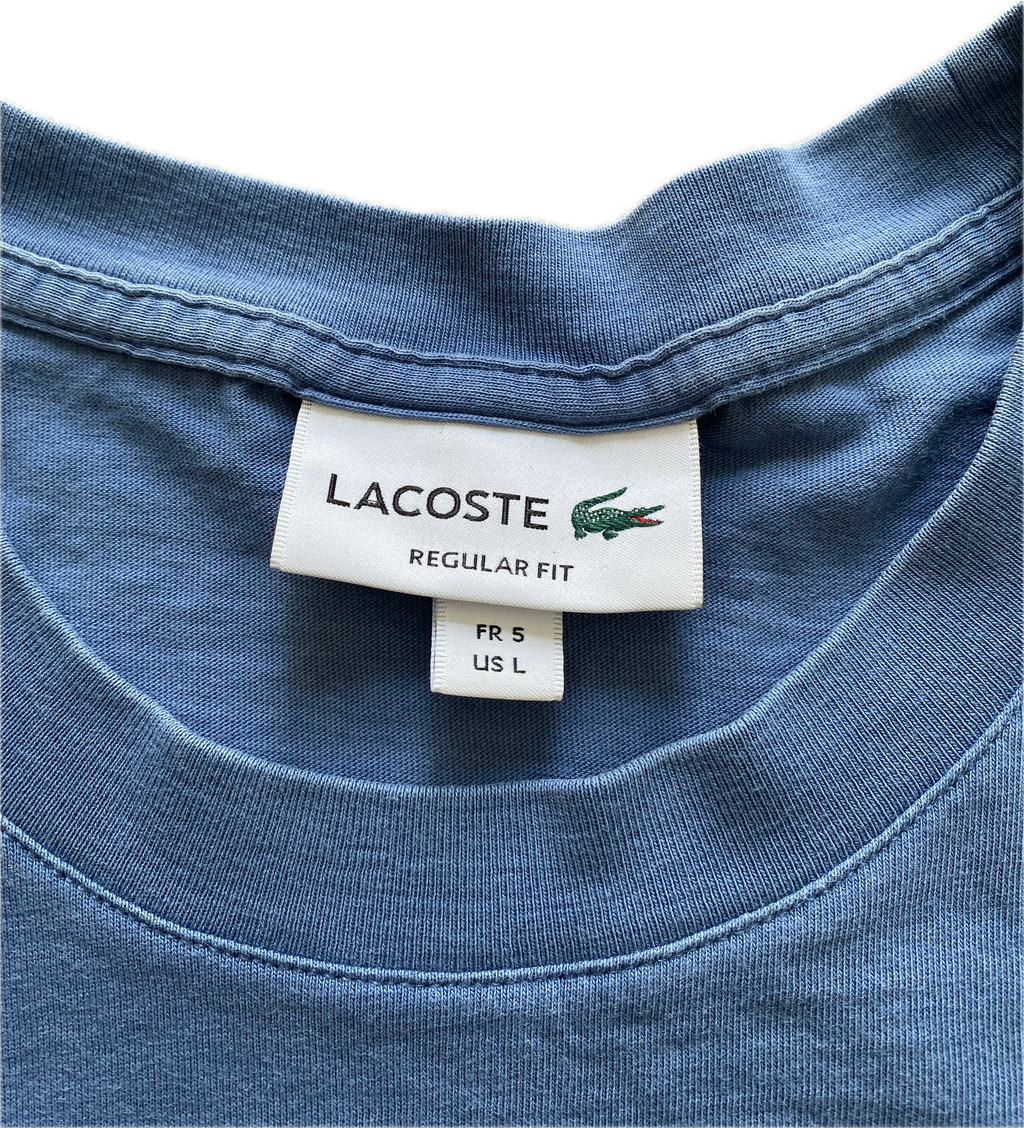 LACOSTE
REGULAR FIT
FR 5
US L